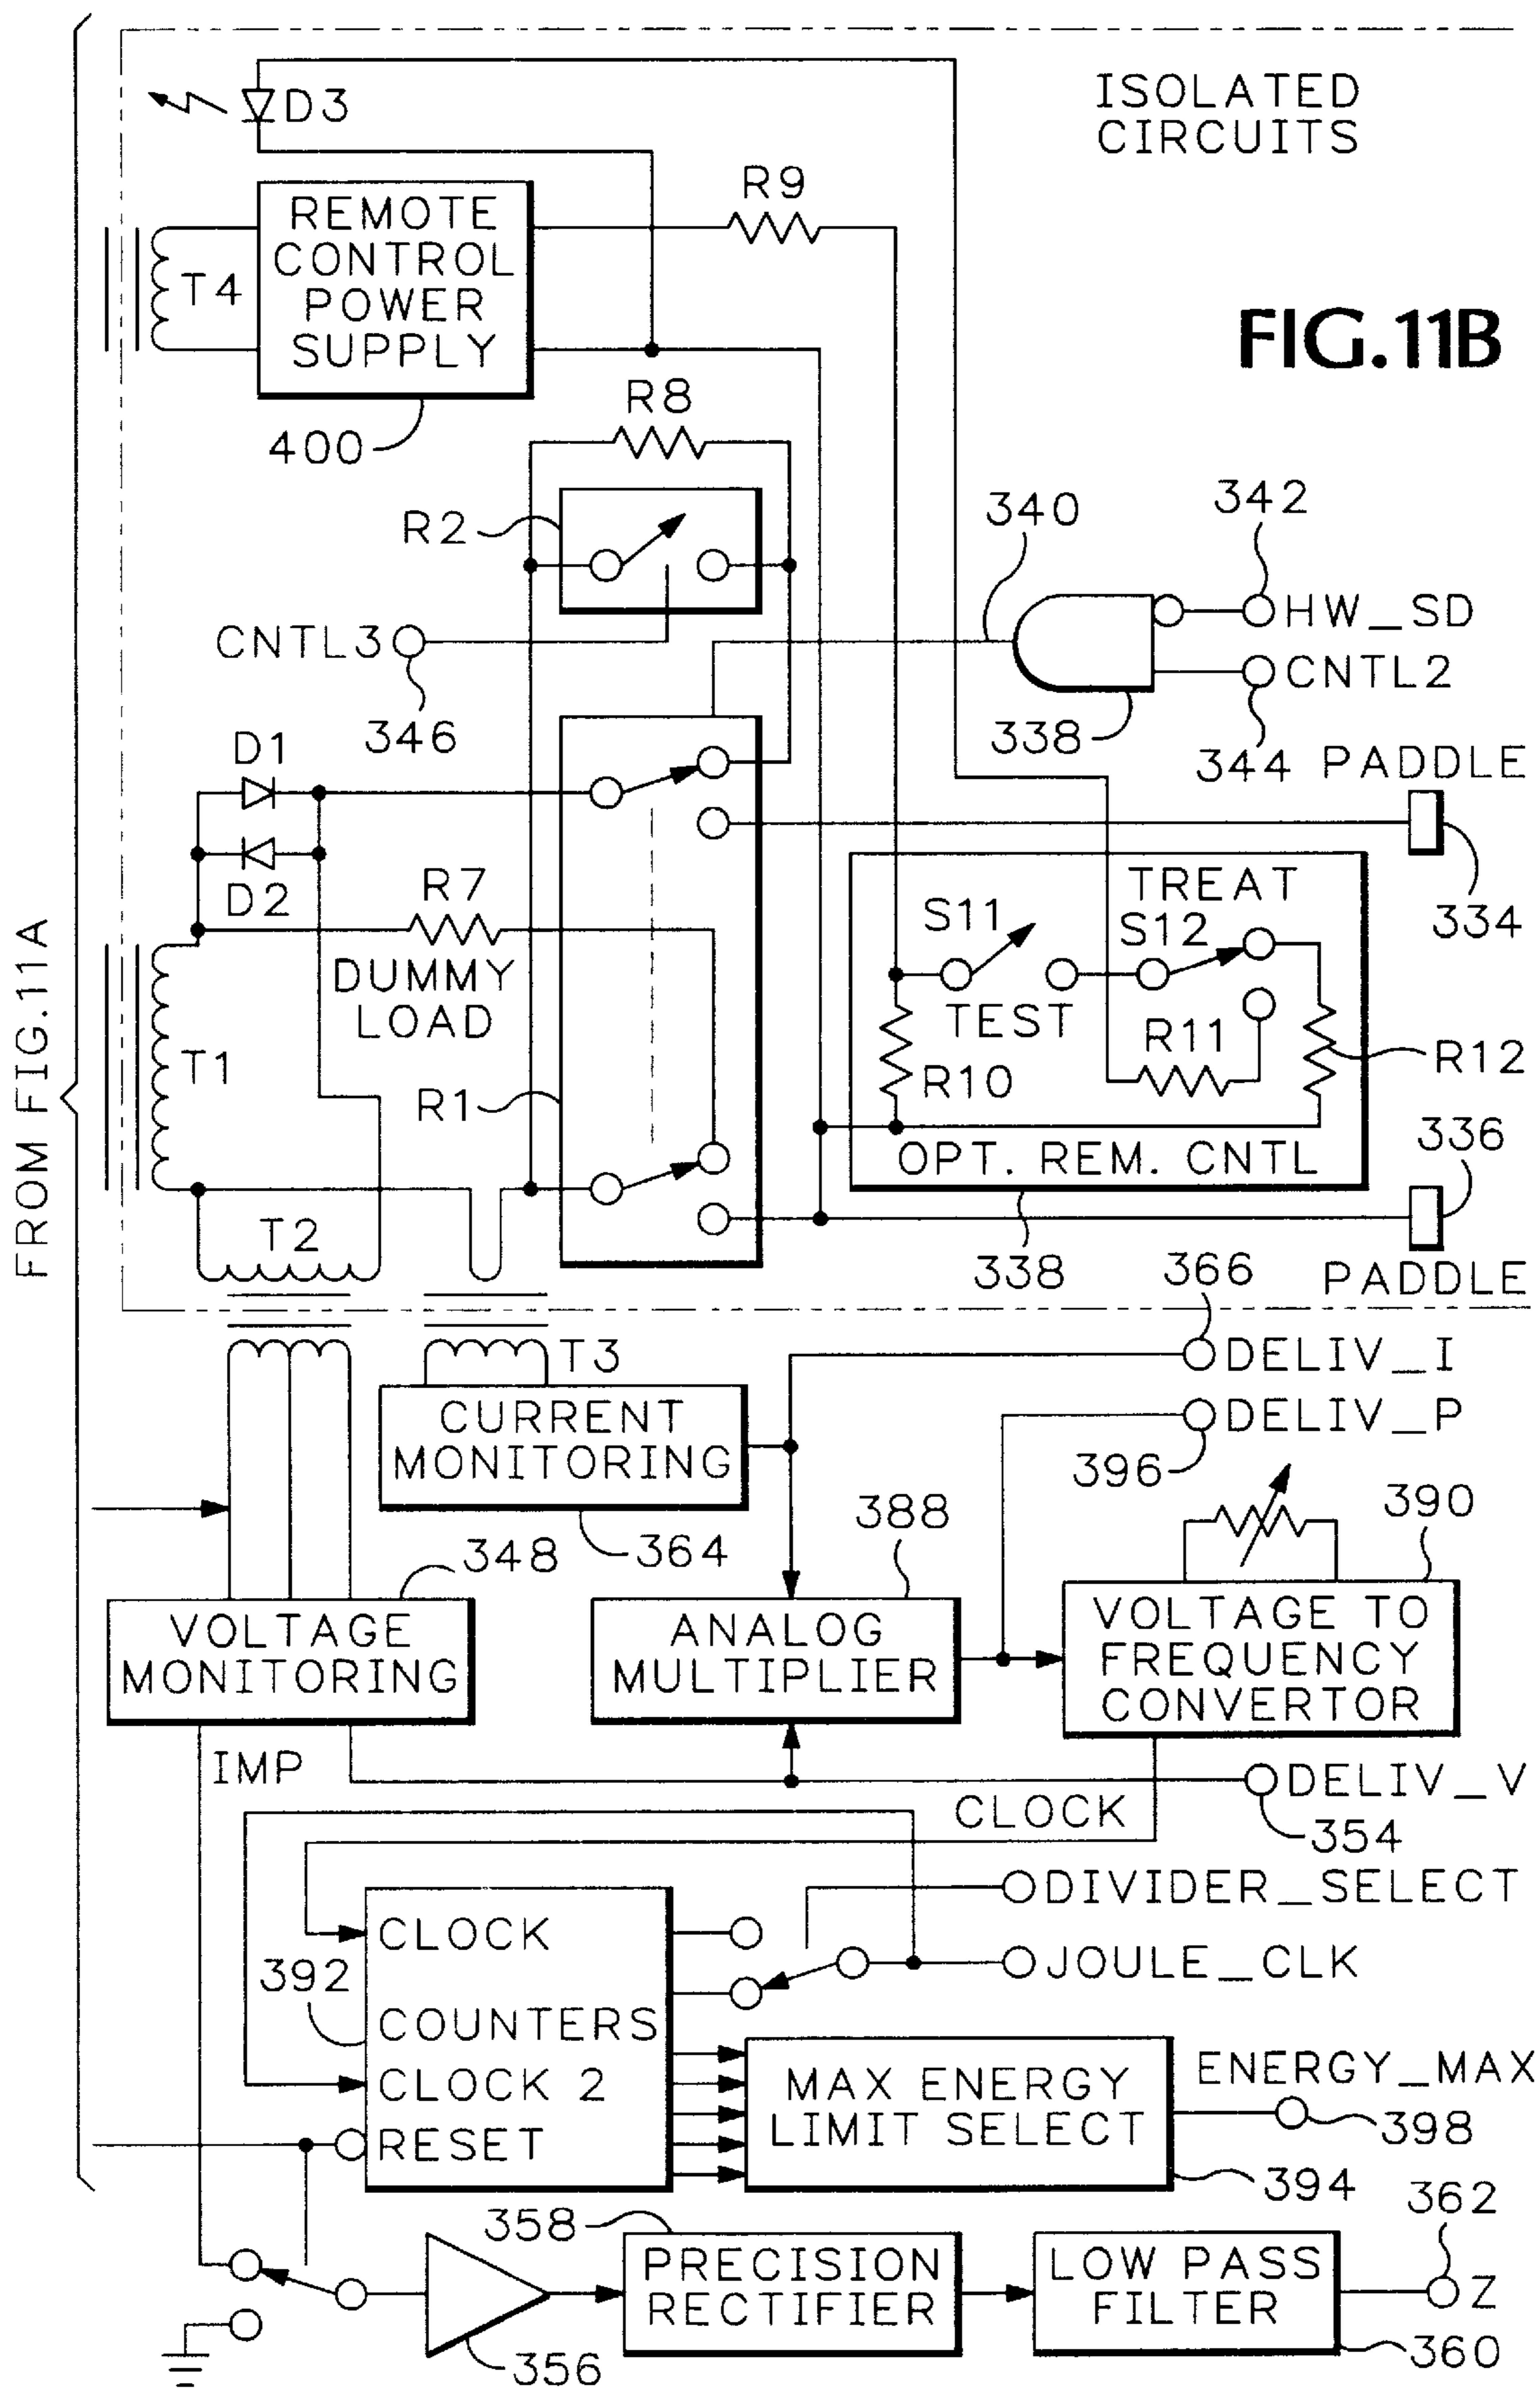 ISOLATED
CIRCUITS
D3
R9
REMOTE
CONTROL
POWER
SUPPLY
T4
FIG.11B
R8
400
R2
340
342
HW_SD
CNTL3
CNTL2
346
338
344
PADDLE
D1
D2
R7
DUMMY
LOAD
TREAT
S11
S12
334
TEST
R11
T1
R10
R12
R1
336
OPT. REM. CNTL
FROM FIG.11A
T2
338
366
PADDLE
T3
DELIV_I
CURRENT
MONITORING
DELIV_P
396
388
390
348
364
VOLTAGE
MONITORING
ANALOG
MULTIPLIER
VOLTAGE TO
FREQUENCY
CONVERTOR
IMP
DELIV_V
CLOCK
354
DIVIDER_SELECT
CLOCK
392
JOULE_CLK
COUNTERS
CLOCK 2
RESET
MAX ENERGY
LIMIT SELECT
ENERGY_MAX
398
394
358
362
PRECISION
RECTIFIER
LOW PASS
FILTER
Z
356
360